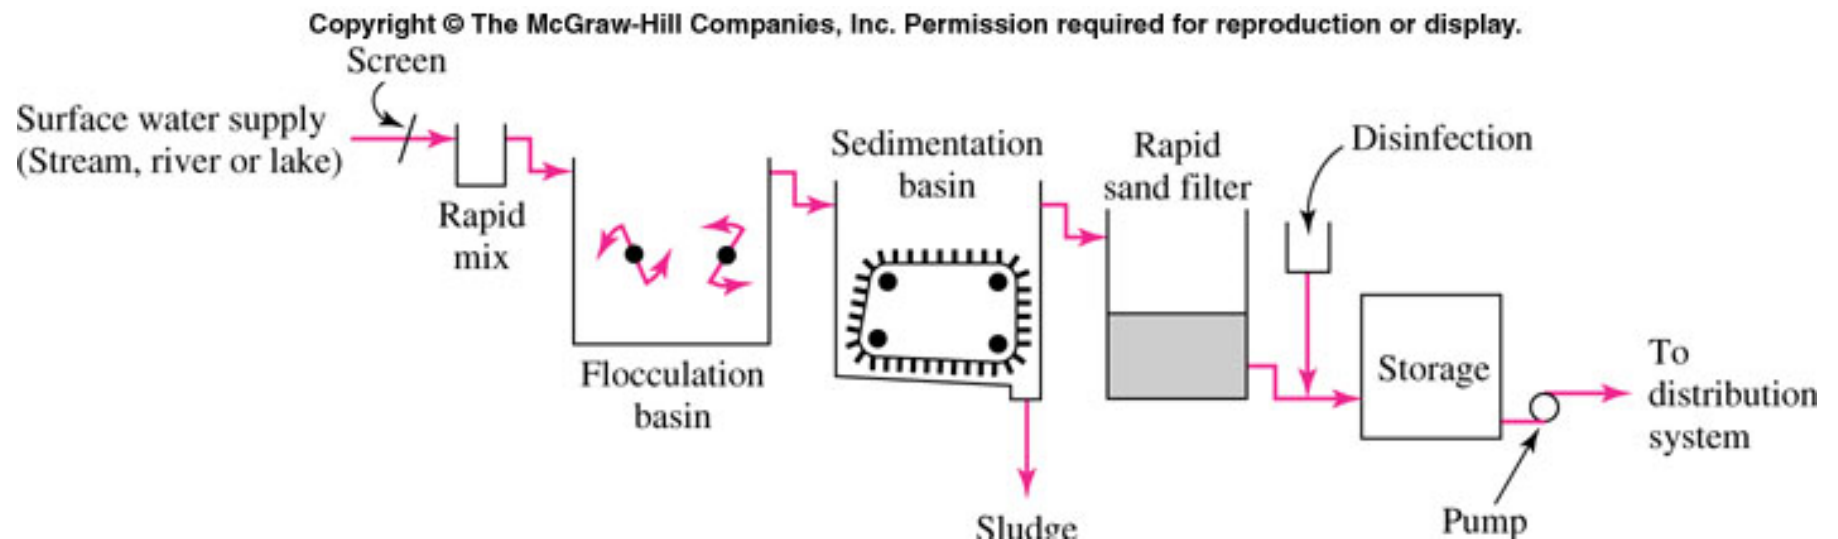 Copyright © The McGraw-Hill Companies, Inc. Permission required for reproduction or display.
Screen
Surface water supply
(Stream, river or lake)
Rapid
mix
Flocculation
basin
Sedimentation
basin
Sludge
Rapid
sand filter
Disinfection
Storage
Pump
To
distribution
system